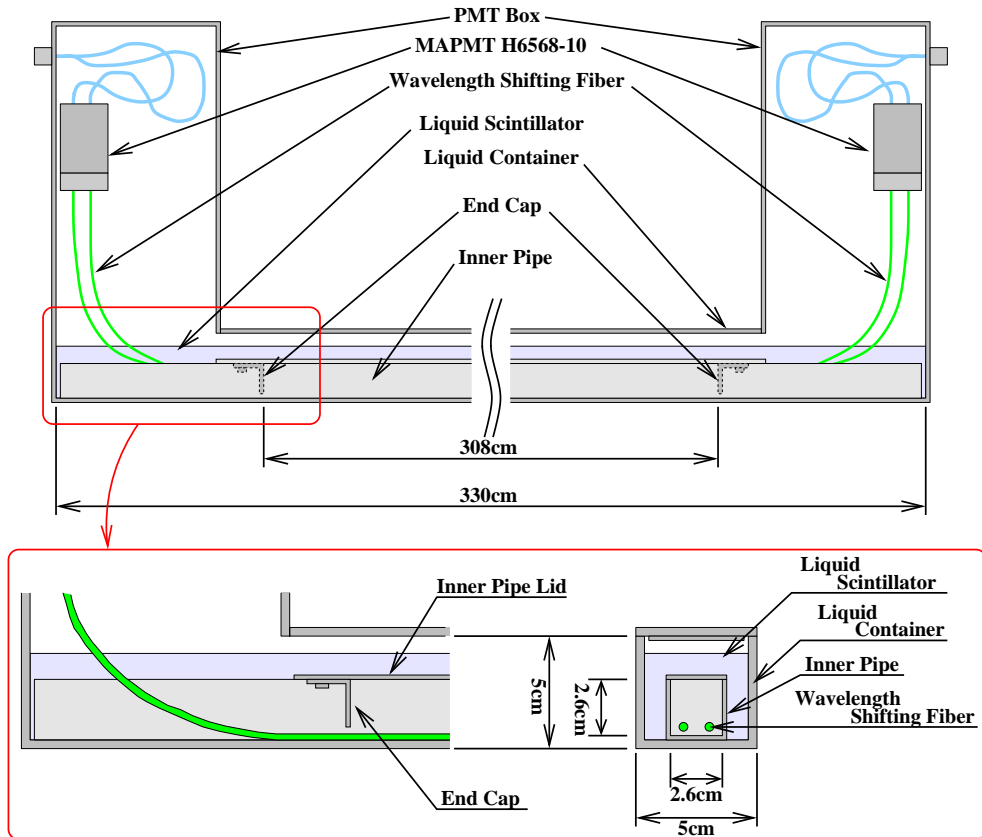 PMT Box
MAPMT H6568-10
Wavelength Shifting Fiber
Liquid Scintillator
Liquid Container
End Cap
Inner Pipe
308cm
330cm
Inner Pipe Lid
End Cap
5cm
2.6cm
Liquid
Scintillator
Liquid
Container
Inner Pipe
Wavelength
Shifting Fiber
2.6cm
5cm